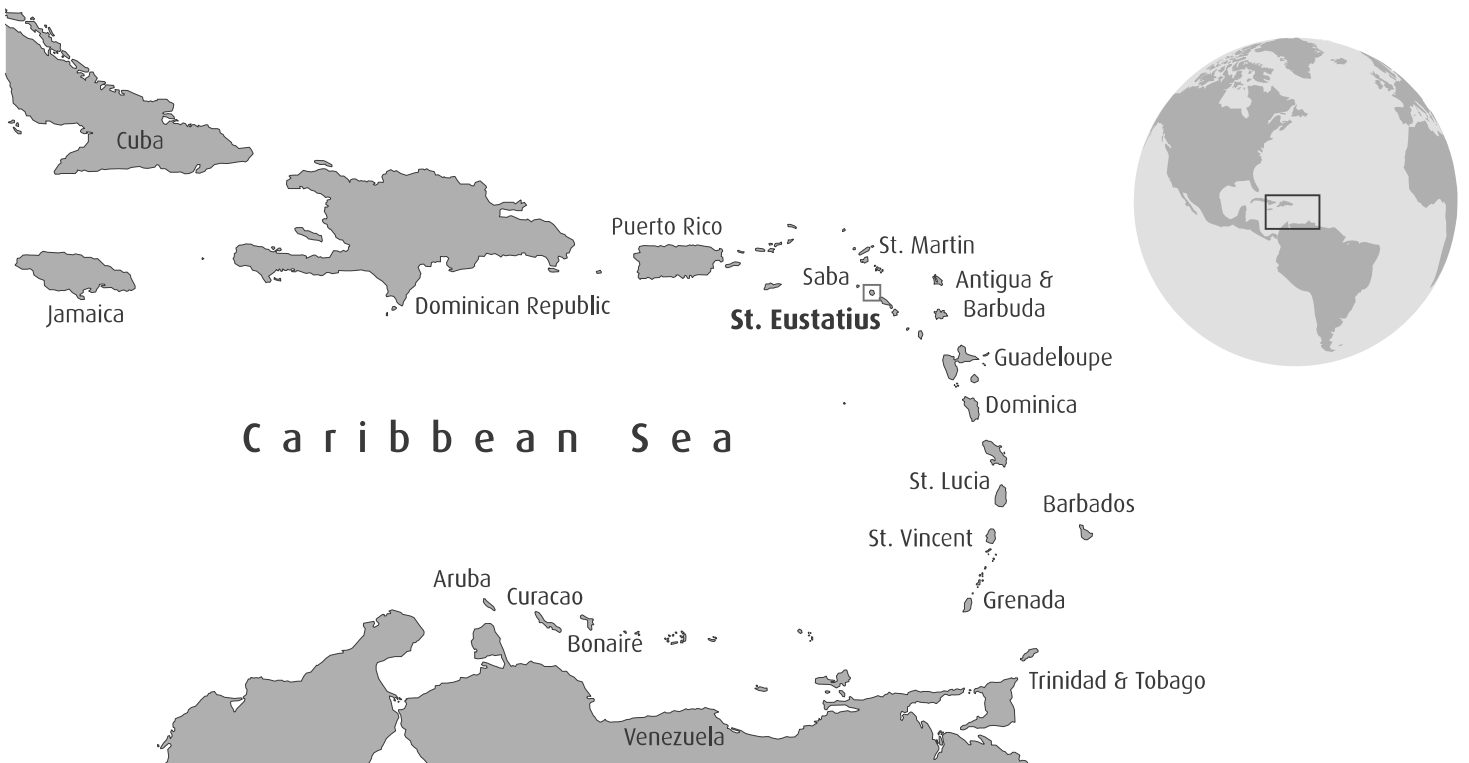 Cuba
Puerto Rico
St. Martin
Saba
Antigua &
Barbuda
Dominican Republic
Jamaica
St. Eustatius
Guadeloupe
Dominica
Caribbean Sea
St. Lucia
Barbados
St. Vincent
Aruba
Curacao
Grenada
Bonaire
Trinidad & Tobago
Venezuela